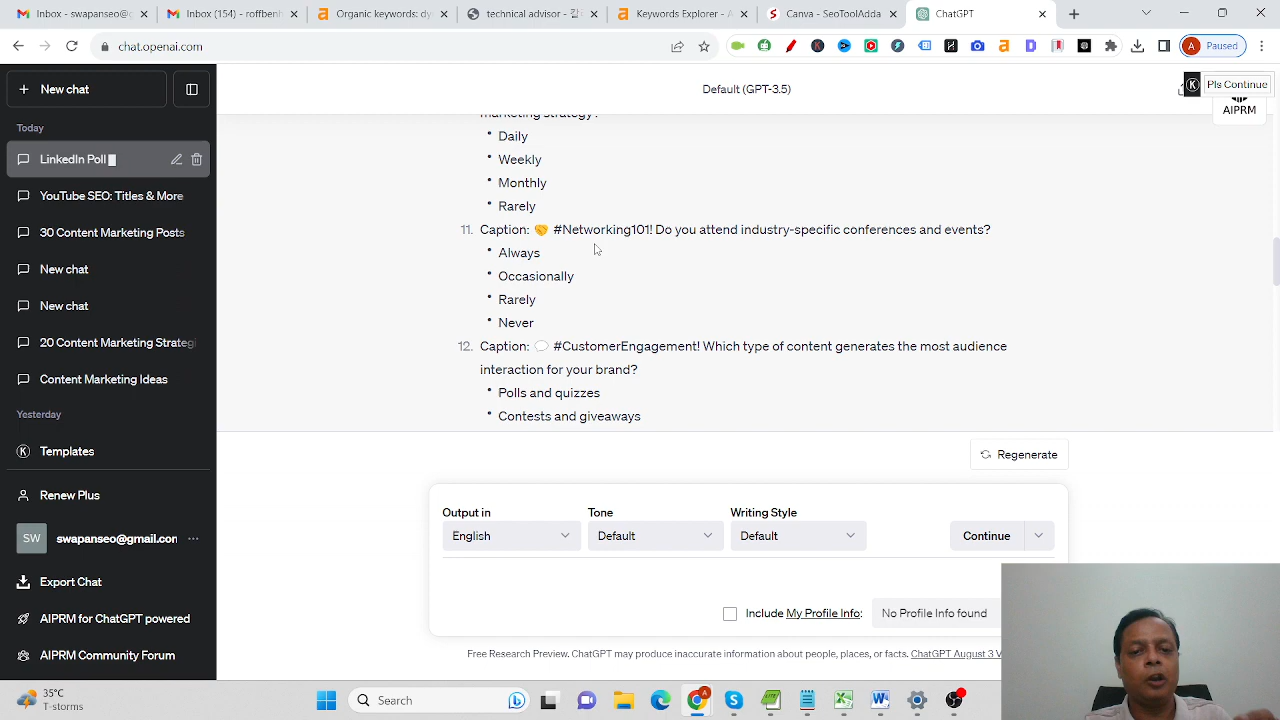 Inbox - swapanseo@g
Inbox (154) - roffbenh
Organic keywords: dy
technical advisor -
Keywords Explorer - A
Canva - SeoToolAdda
ChatGPT
chat.openai.com
A Paused
New chat
Today
LinkedIn Poll
YouTube SEO: Titles & More
30 Content Marketing Posts
New chat
New chat
20 Content Marketing Strategi
Content Marketing Ideas
Yesterday
Templates
Renew Plus
SW swapanseo@gmail.con
Export Chat
AIPRM for ChatGPT powered
AIPRM Community Forum
Default (GPT-3.5)
Pls Continue
AIPRM
marketing strategy?
Daily
Weekly
Monthly
Rarely
11. Caption: 🤝 #Networking101! Do you attend industry-specific conferences and events?
Always
Occasionally
Rarely
Never
12. Caption: 💬 #CustomerEngagement! Which type of content generates the most audience
interaction for your brand?
Polls and quizzes
Contests and giveaways
Regenerate
Output in Tone Writing Style
English Default Default Continue
Include My Profile Info: No Profile Info found
Free Research Preview. ChatGPT may produce inaccurate information about people, places, or facts. ChatGPT August 3 V
35°C
T-storms
Search